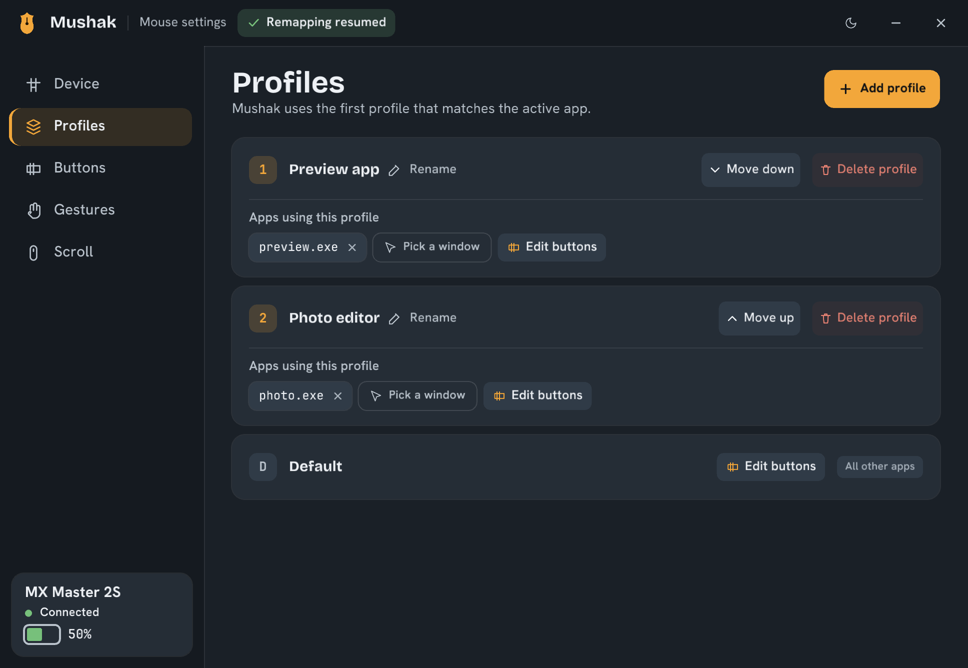 Mushak
Mouse settings
Remapping resumed
Device
Profiles
Buttons
Gestures
Scroll
MX Master 2S
Connected
50%
Profiles
Mushak uses the first profile that matches the active app.
Add profile
1 Preview app Rename Move down Delete profile
Apps using this profile
preview.exe Pick a window Edit buttons
2 Photo editor Rename Move up Delete profile
Apps using this profile
photo.exe Pick a window Edit buttons
D Default Edit buttons All other apps